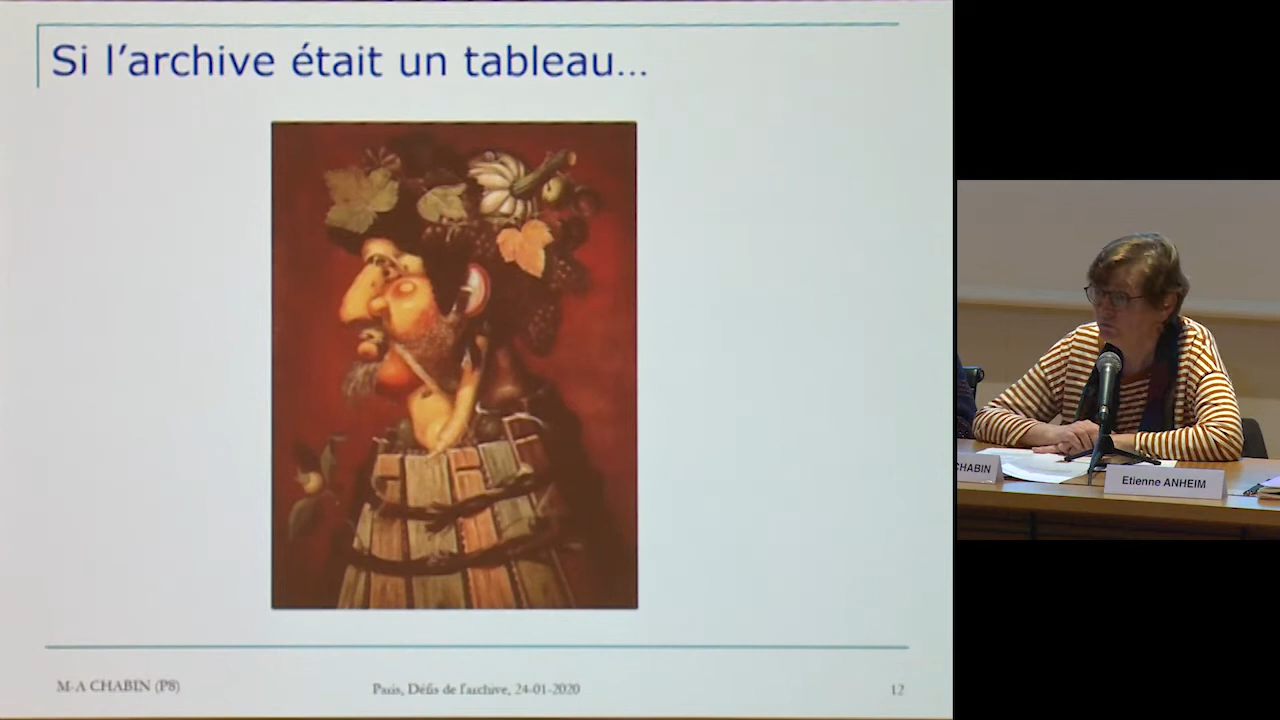 Si l’archive était un tableau…
M-A CHABIN (P8)
Paris, Défis de l'archive, 24-01-2020
12
CHABIN
Etienne ANHEIM